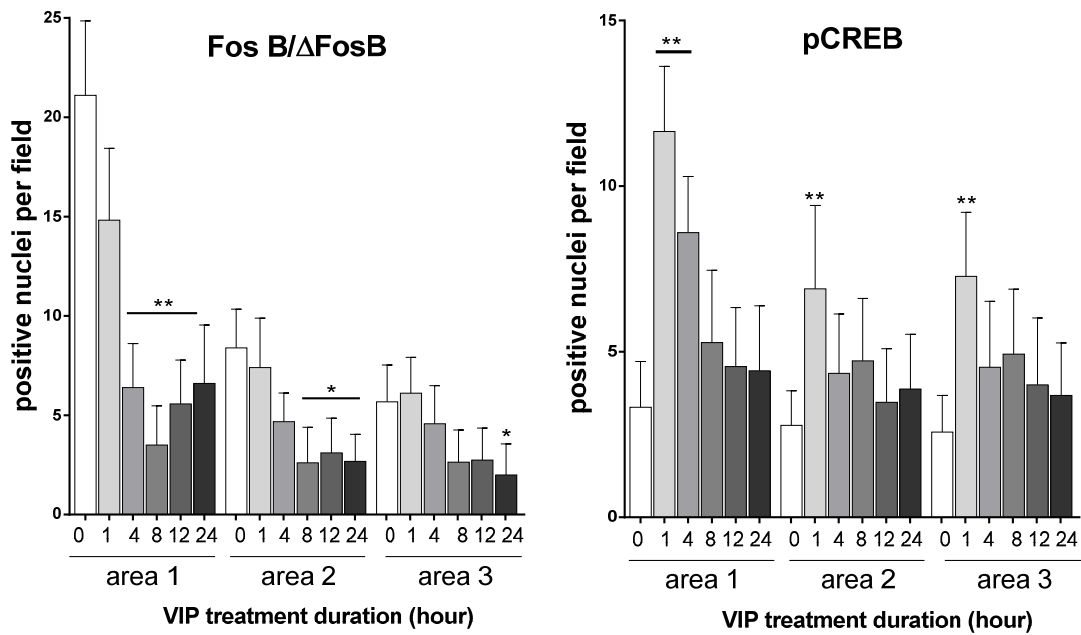 Fos B/ΔFosB
positive nuclei per field
25
20
15
10
5
0
**
*
*
0 1 4 8 12 24 0 1 4 8 12 24 0 1 4 8 12 24
area 1 area 2 area 3
VIP treatment duration (hour)
pCREB
positive nuclei per field
15
10
5
0
**
**
**
0 1 4 8 12 24 0 1 4 8 12 24 0 1 4 8 12 24
area 1 area 2 area 3
VIP treatment duration (hour)